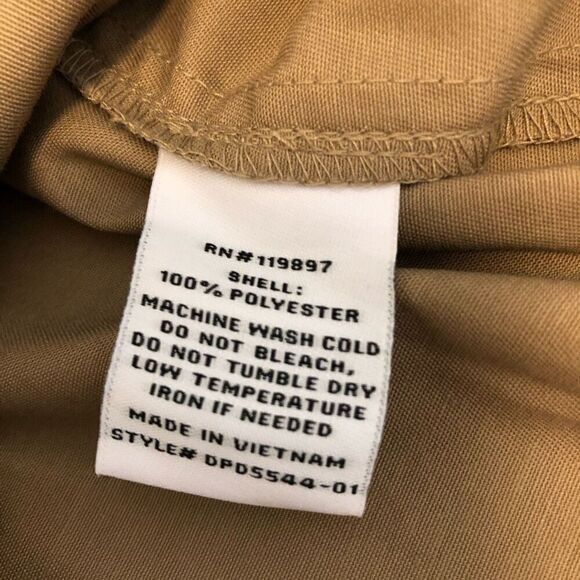 RN#119897
SHELL:
100% POLYESTER
MACHINE WASH COLD
DO NOT BLEACH,
DO NOT TUMBLE DRY
LOW TEMPERATURE
IRON IF NEEDED
MADE IN VIETNAM
STYLE# DPD5544-01